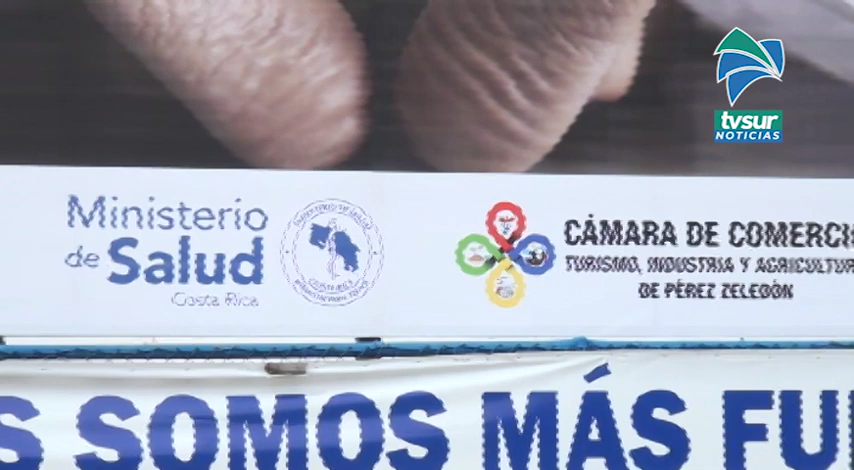 tvsur
NOTICIAS
Ministerio
de Salud
Costa Rica
CÁMARA DE COMERCI
TURISMO, INDUSTRIA Y AGRICULTUR
DE PÉREZ ZELEDÓN
S SOMOS MÁS FU